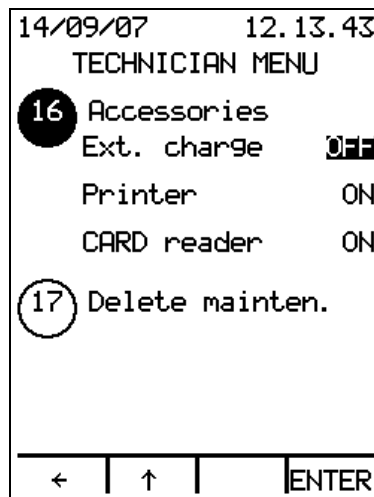 14/09/07 12.13.43
TECHNICIAN MENU
16 Accessories
Ext. charge OFF
Printer ON
CARD reader ON
17 Delete mainten.
← ↑ ENTER